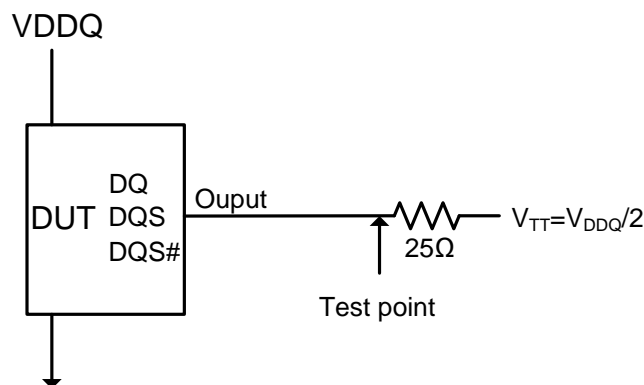 VDDQ
DUT
DQ
DQS
DQS#
Ouput
25Ω
V_TT=V_DDQ/2
Test point